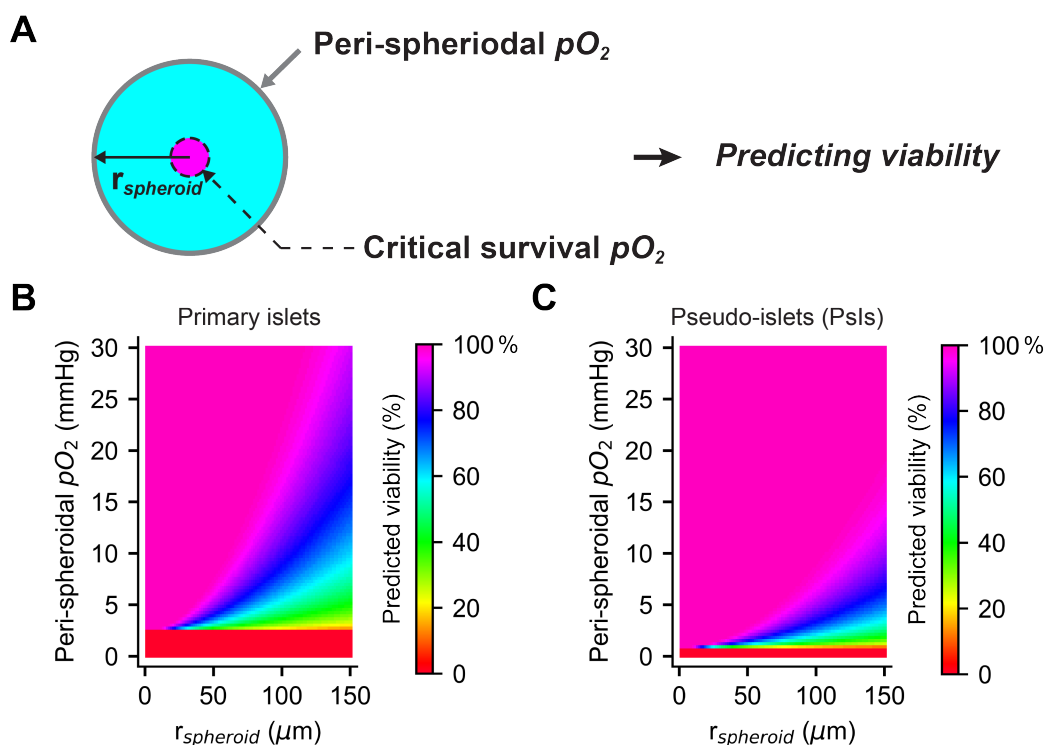 A
Peri-spheriodal pO2
rspheroid
Predicting viability
Critical survival pO2
B
Primary islets
Peri-spheroidal pO2 (mmHg)
30
25
20
15
10
5
0
0 50 100 150
rspheroid (μm)
100 %
80
60
40
20
0
Predicted viability (%)
C
Pseudo-islets (PsIs)
Peri-spheroidal pO2 (mmHg)
30
25
20
15
10
5
0
0 50 100 150
rspheroid (μm)
100 %
80
60
40
20
0
Predicted viability (%)